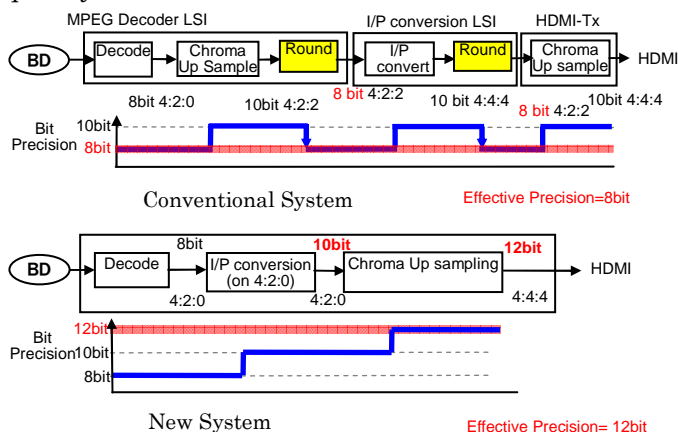 MPEG Decoder LSI
I/P conversion LSI
HDMI-Tx
BD
Decode
Chroma
Up Sample
Round
I/P
convert
Round
Chroma
Up sample
HDMI
8bit 4:2:0
10bit 4:2:2
8 bit 4:2:2
10 bit 4:4:4
8 bit 4:2:2
10bit 4:4:4
Bit
Precision
10bit
8bit
Conventional System
Effective Precision=8bit
BD
Decode
8bit
4:2:0
I/P conversion
(on 4:2:0)
10bit
4:2:0
Chroma Up sampling
12bit
4:4:4
HDMI
Bit
Precision
12bit
10bit
8bit
New System
Effective Precision= 12bit